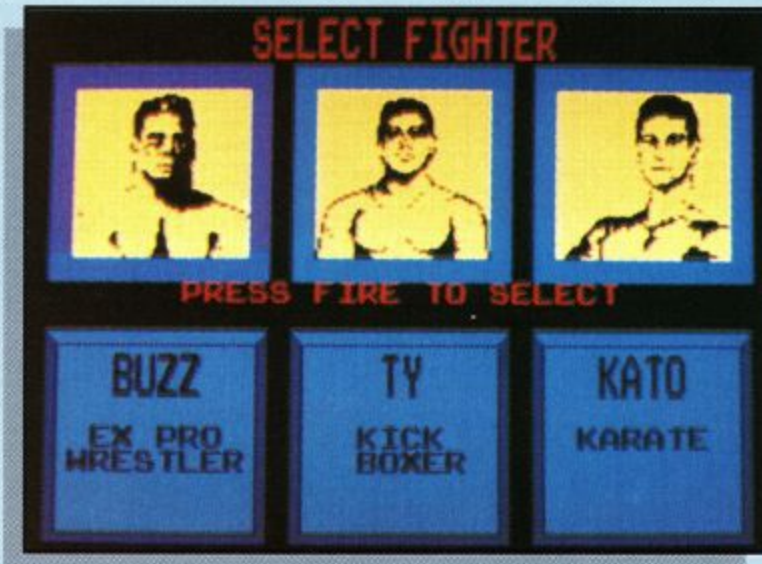 SELECT FIGHTER
PRESS FIRE TO SELECT
BUZZ
EX PRO
WRESTLER
TY
KICK
BOXER
KATO
KARATE